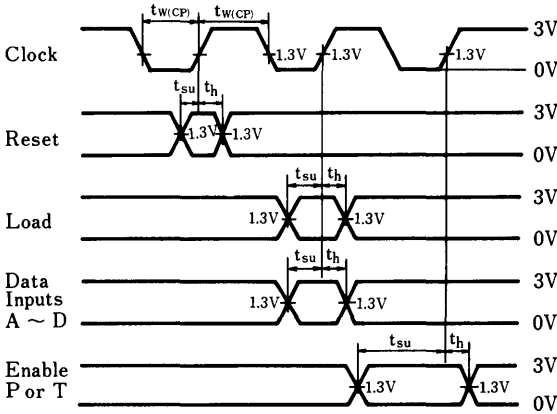 tW(CP) tW(CP)
3V
Clock
1.3V 1.3V 1.3V
0V
tsu th
3V
Reset
1.3V 1.3V
0V
tsu th
3V
Load
1.3V 1.3V
0V
tsu th
3V
Data
Inputs
A ~ D
1.3V 1.3V
0V
tsu th
3V
Enable
P or T
1.3V 1.3V
0V